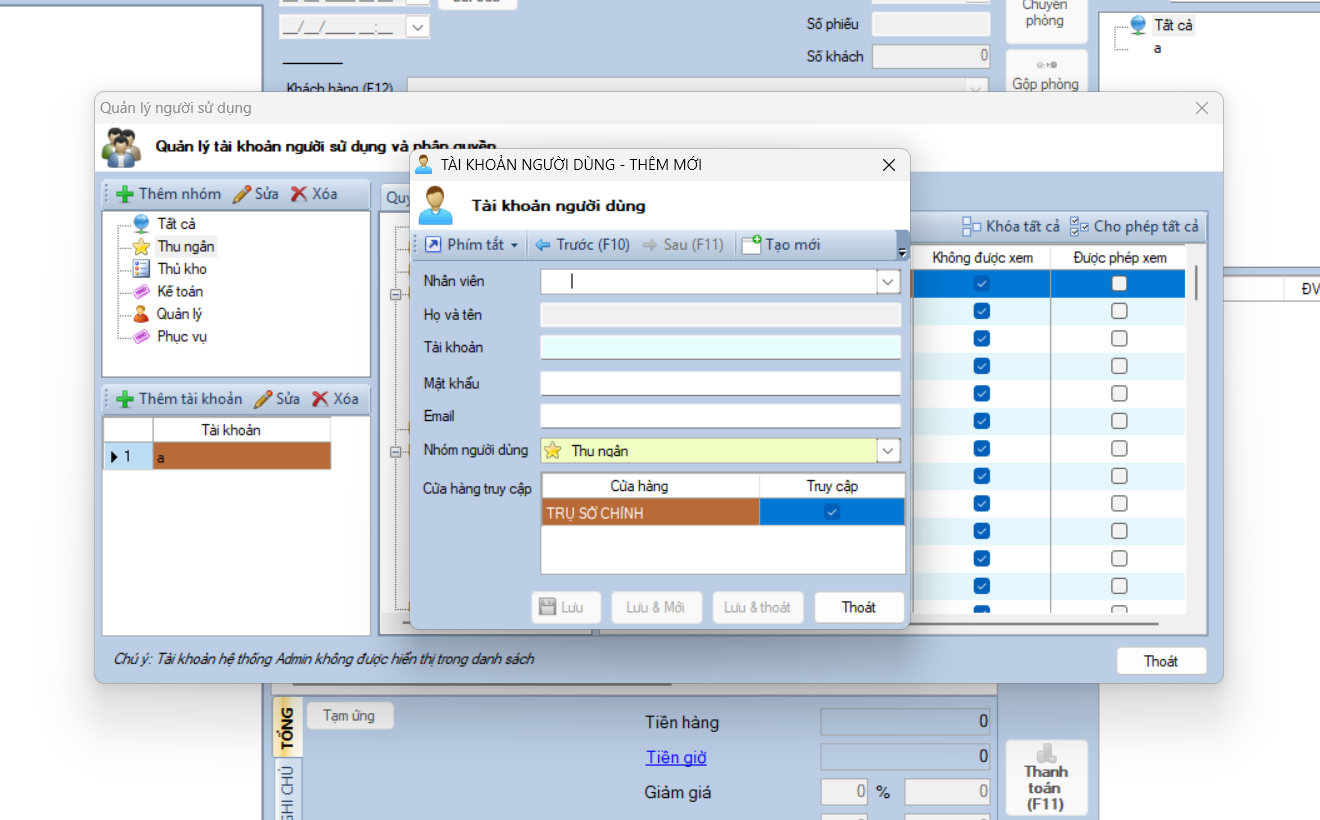 __/__/____ __:__
Số phiếu
Số khách
0
Khách hàng (F12)
Chuyển
phòng
Gộp phòng
Tất cả
a
Quản lý người sử dụng
Quản lý tài khoản người sử dụng và phân quyền
Thêm nhóm Sửa Xóa
Tất cả
Thu ngân
Thủ kho
Kế toán
Quản lý
Phục vụ
Thêm tài khoản Sửa Xóa
Tài khoản
1 a
Quy
Khóa tất cả Cho phép tất cả
Không được xem Được phép xem
ĐV
TÀI KHOẢN NGƯỜI DÙNG - THÊM MỚI
Tài khoản người dùng
Phím tắt Trước (F10) Sau (F11) Tạo mới
Nhân viên
Họ và tên
Tài khoản
Mật khẩu
Email
Nhóm người dùng Thu ngân
Cửa hàng truy cập
Cửa hàng Truy cập
TRỤ SỞ CHÍNH
Lưu Lưu & Mới Lưu & thoát Thoát
Chú ý: Tài khoản hệ thống Admin không được hiển thị trong danh sách
Thoát
TỔNG
GHI CHÚ
Tạm ứng
Tiền hàng 0
Tiền giờ 0
Giảm giá 0 % 0
Thanh
toán
(F11)